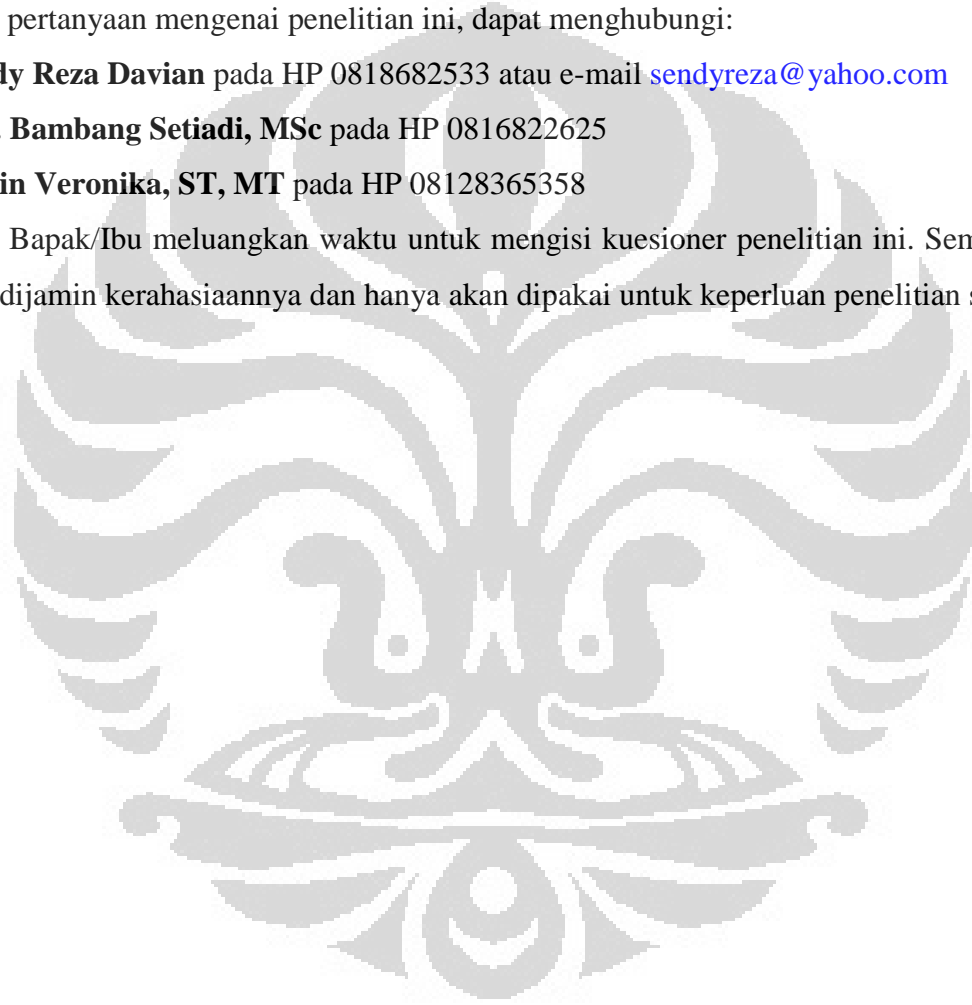 pertanyaan mengenai penelitian ini, dapat menghubungi:
dy Reza Davian pada HP 0818682533 atau e-mail sendyreza@yahoo.com
. Bambang Setiadi, MSc pada HP 0816822625
in Veronika, ST, MT pada HP 08128365358
Bapak/Ibu meluangkan waktu untuk mengisi kuesioner penelitian ini. Sem
dijamin kerahasiaannya dan hanya akan dipakai untuk keperluan penelitian s